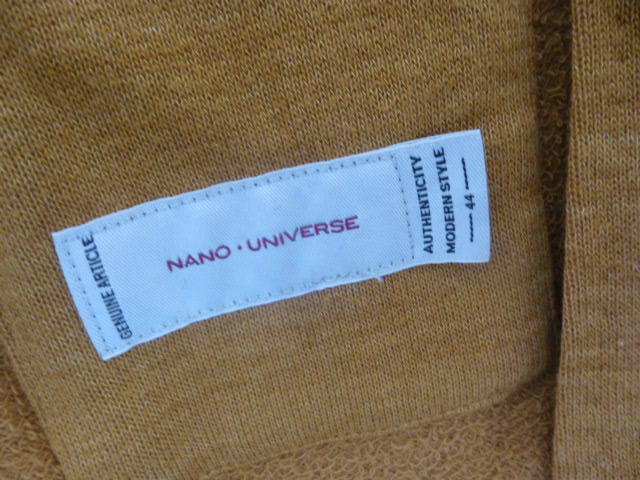 GENUINE ARTICLE
NANO・UNIVERSE
AUTHENTICITY
MODERN STYLE
44